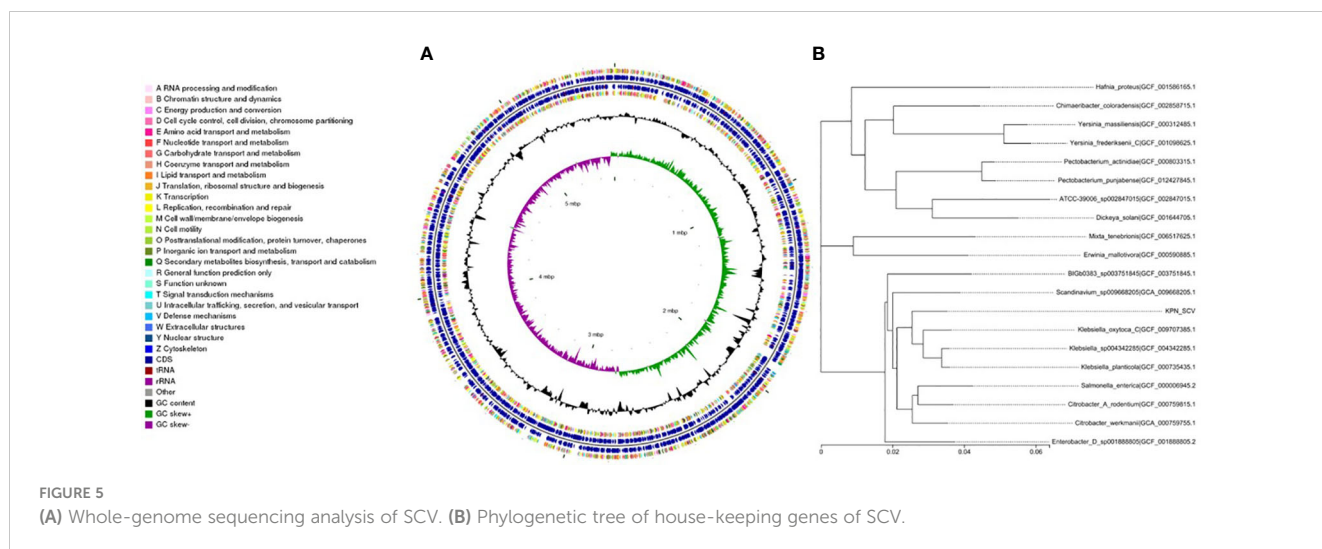 A
B
A RNA processing and modification
B Chromatin structure and dynamics
C Energy production and conversion
D Cell cycle control, cell division, chromosome partitioning
E Amino acid transport and metabolism
F Nucleotide transport and metabolism
G Carbohydrate transport and metabolism
H Coenzyme transport and metabolism
I Lipid transport and metabolism
J Translation, ribosomal structure and biogenesis
K Transcription
L Replication, recombination and repair
M Cell wall/membrane/envelope biogenesis
N Cell motility
O Posttranslational modification, protein turnover, chaperones
P Inorganic ion transport and metabolism
Q Secondary metabolites biosynthesis, transport and catabolism
R General function prediction only
S Function unknown
T Signal transduction mechanisms
U Intracellular trafficking, secretion, and vesicular transport
V Defense mechanisms
W Extracellular structures
Y Nuclear structure
Z Cytoskeleton
CDS
tRNA
rRNA
Other
GC content
GC skew+
GC skew-
5 mbp
1 mbp
4 mbp
2 mbp
3 mbp
Hafnia_proteus|GCF_001586165.1
Chimaeribacter_coloradensis|GCF_002858715.1
Yersinia_massiliensis|GCF_000312485.1
Yersinia_frederiksenii_C|GCF_001098625.1
Pectobacterium_actinidiae|GCF_000803315.1
Pectobacterium_punjabense|GCF_012427845.1
ATCC-39006_sp002847015|GCF_002847015.1
Dickeya_solani|GCF_001644705.1
Mixta_tenebrionis|GCF_006517625.1
Erwinia_mallotivora|GCF_000590885.1
BIGb0383_sp003751845|GCF_003751845.1
Scandinavium_sp009668205|GCA_009668205.1
KPN_SCV
Klebsiella_oxytoca_C|GCF_009707385.1
Klebsiella_sp004342285|GCF_004342285.1
Klebsiella_planticola|GCF_000735435.1
Salmonella_enterica|GCF_000006945.2
Citrobacter_A_rodentium|GCF_000759815.1
Citrobacter_werkmanii|GCA_000759755.1
Enterobacter_D_sp001888805|GCF_001888805.2
0 0.02 0.04 0.06
FIGURE 5
(A) Whole-genome sequencing analysis of SCV. (B) Phylogenetic tree of house-keeping genes of SCV.